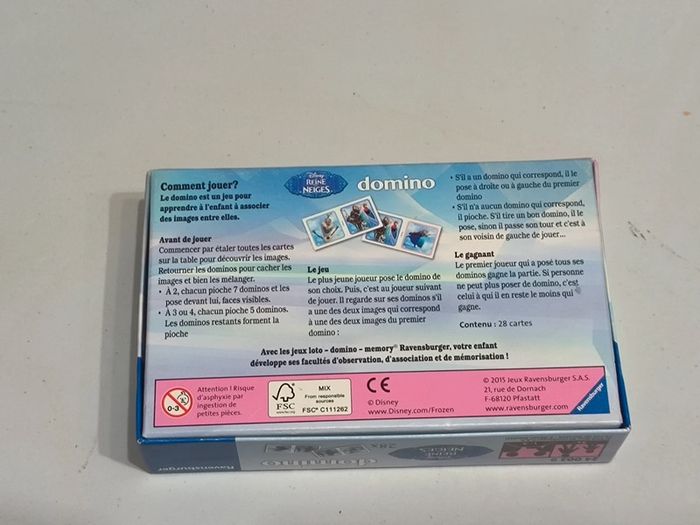 Comment jouer?
Le domino est un jeu pour
apprendre à l'enfant à associer
des images entre elles.
Avant de jouer
Commencer par étaler toutes les cartes
sur la table pour découvrir les images.
Retourner les dominos pour cacher les
images et bien les mélanger.
• À 2, chacun pioche 7 dominos et les
pose devant lui, faces visibles.
• À 3 ou 4, chacun pioche 5 dominos.
Les dominos restants forment la
pioche
Disney
REINE
NEIGES
domino
Le jeu
Le plus jeune joueur pose le domino de
son choix. Puis, c'est au joueur suivant
de jouer. Il regarde sur ses dominos s'il
a une des deux images qui correspond
à une des deux images du premier
domino :
• S'il a un domino qui correspond, il le
pose à droite ou à gauche du premier
domino
• S'il n'a aucun domino qui correspond,
il pioche. S'il tire un bon domino, il le
pose, sinon il passe son tour et c'est à
son voisin de gauche de jouer...
Le gagnant
Le premier joueur qui a posé tous ses
dominos gagne la partie. Si personne
ne peut plus poser de domino, c'est
celui à qui il en reste le moins qui
gagne.
Contenu : 28 cartes
Avec les jeux loto - domino - memory® Ravensburger, votre enfant
développe ses facultés d'observation, d'association et de mémorisation !
0-3
Attention ! Risque
d'asphyxie par
ingestion de
petites pièces.
FSC
www.fsc.org
MIX
From responsible
sources
FSC® C111262
CE
© Disney
www.Disney.com/Frozen
© 2015 Jeux Ravensburger S.A.S.
21, rue de Dornach
F-68120 Pfastatt
www.ravensburger.com
Ravensburger
Ravensburger
domino
28x
REINE
NEIGES